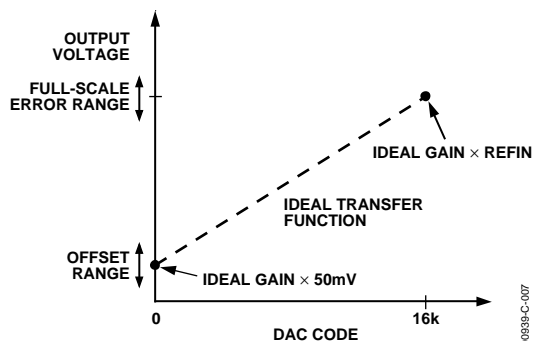 OUTPUT
VOLTAGE
FULL-SCALE
ERROR RANGE
IDEAL GAIN × REFIN
IDEAL TRANSFER
FUNCTION
OFFSET
RANGE
IDEAL GAIN × 50mV
0
16k
DAC CODE
0939-C-007